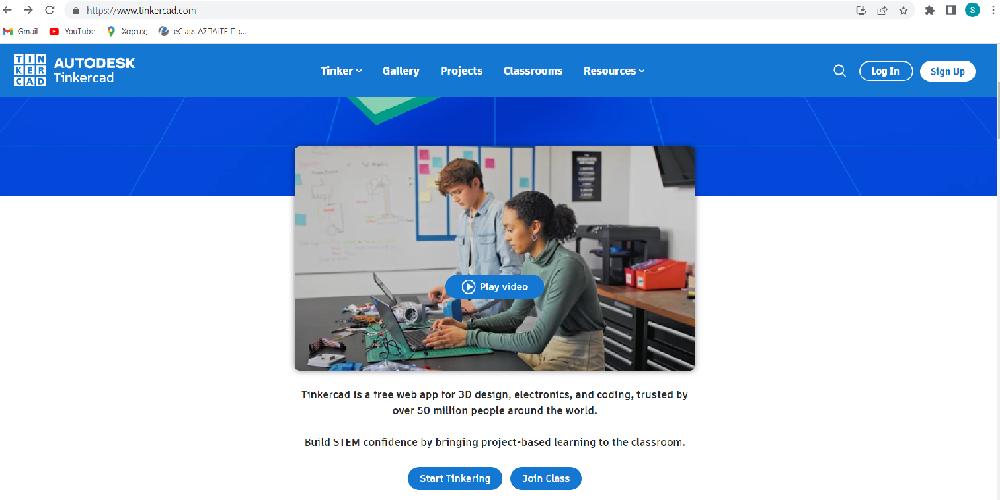 https://www.tinkercad.com
S
Gmail YouTube Χάρτες eClass ΑΣΠΑΙΤΕ Πρ...
TIN
KER
CAD
AUTODESK
Tinkercad
Tinker Gallery Projects Classrooms Resources Log In Sign Up
Play video
Tinkercad is a free web app for 3D design, electronics, and coding, trusted by
over 50 million people around the world.
Build STEM confidence by bringing project-based learning to the classroom.
Start Tinkering Join Class